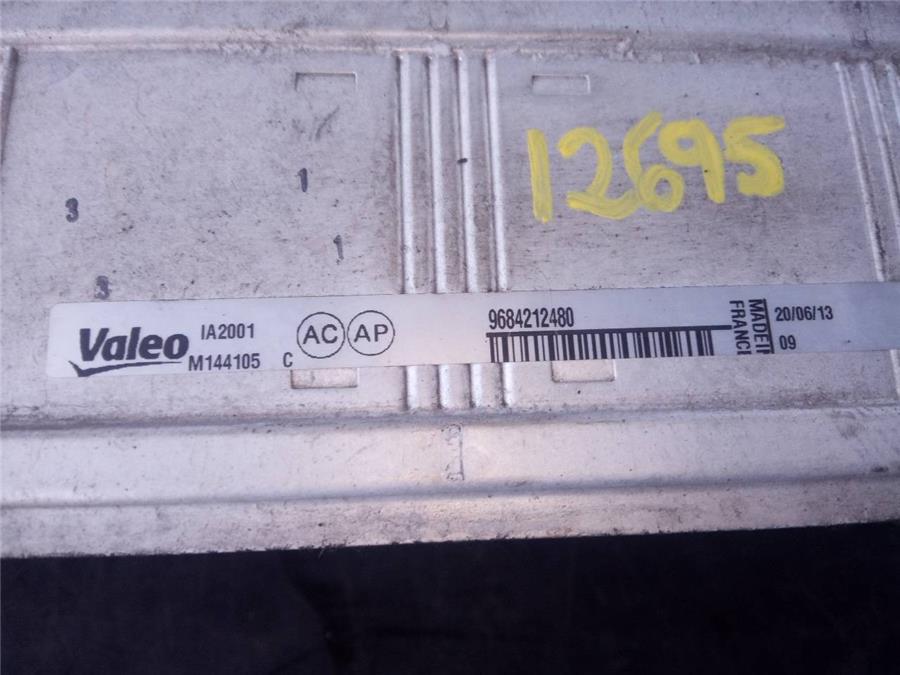 12695
1
3
1
3
Valeo
IA2001
M144105 C
AC AP
9684212480
MADE IN
FRANCE
20/06/13
09